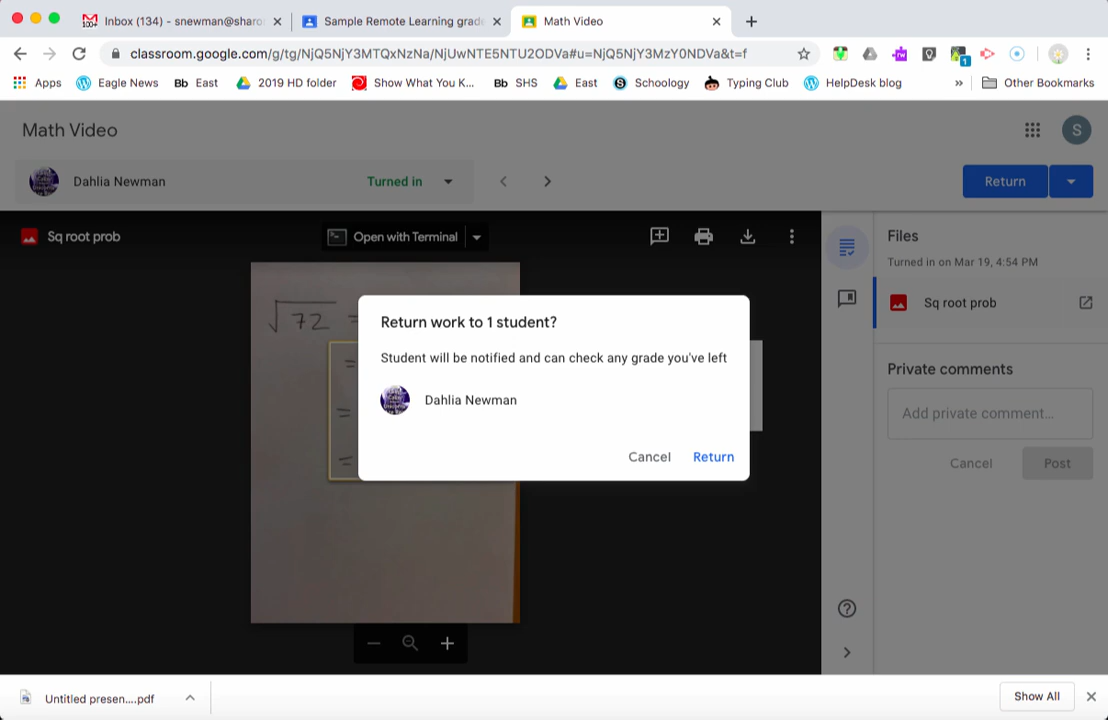 100+
Inbox (134) - snewman@sharo
Sample Remote Learning grade
Math Video
classroom.google.com/g/tg/NjQ5NjY3MTQxNzNa/NjUwNTE5NTU2ODVa#u=NjQ5NjY3MzY0NDVa&t=f
1
Apps
Eagle News
Bb East
2019 HD folder
Show What You K...
Bb SHS
East
S Schoology
Typing Club
HelpDesk blog
»
Other Bookmarks
Math Video
S
Dahlia Newman
Turned in
Return
Sq root prob
Open with Terminal
Files
Turned in on Mar 19, 4:54 PM
Sq root prob
√72 =
=
=
=
Return work to 1 student?
Student will be notified and can check any grade you've left
Dahlia Newman
Cancel
Return
Private comments
Add private comment...
Cancel
Post
Untitled presen....pdf
Show All